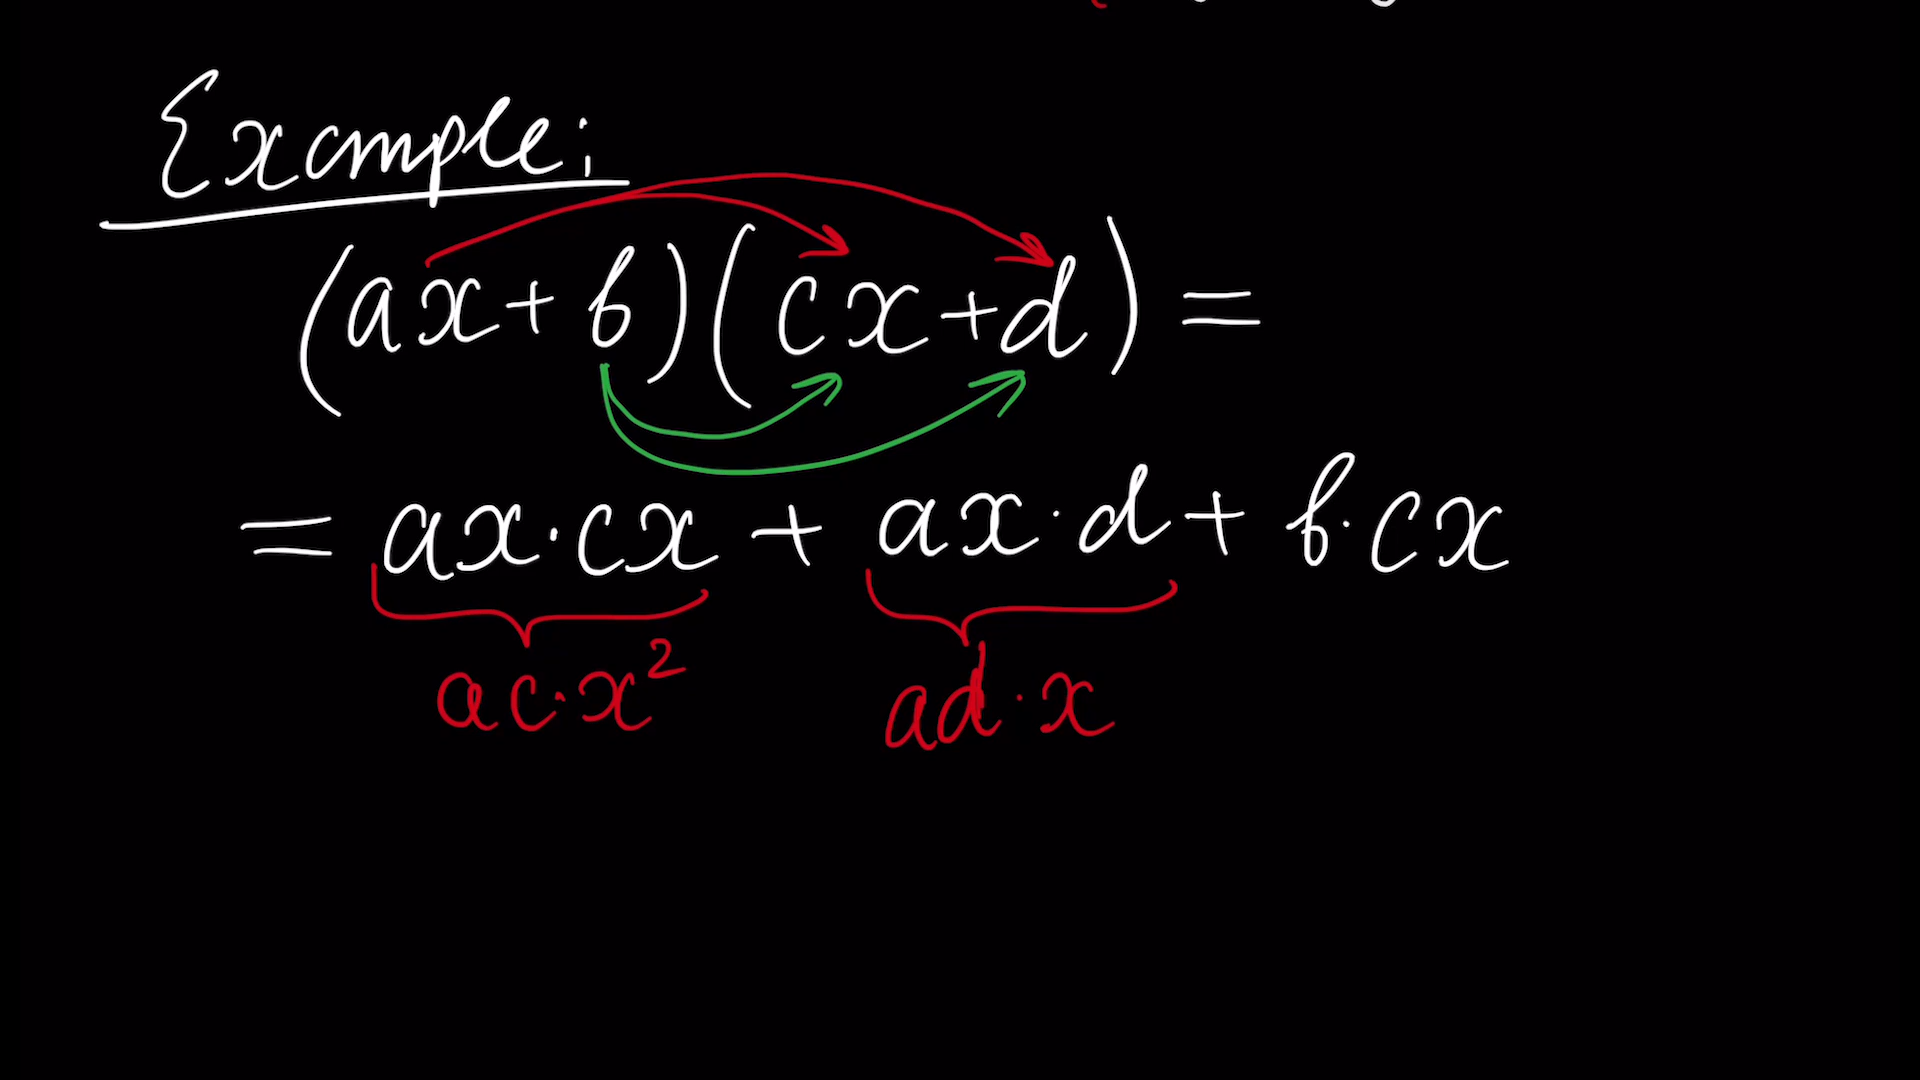 Example:
(ax+b)(cx+d)=
=ax·cx + ax·d + b·cx
ac·x² ad·x